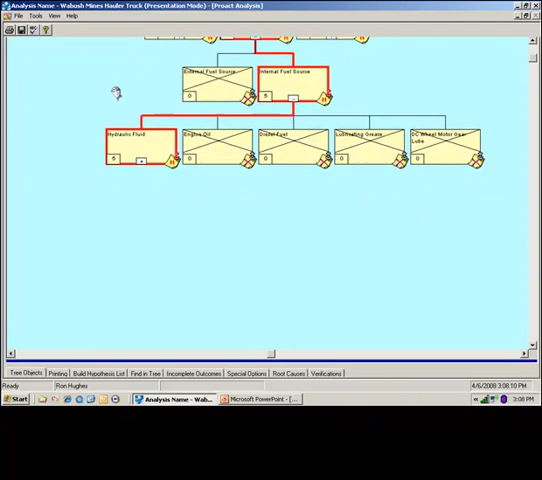 Analysis Name - Wabush Mines Hauler Truck (Presentation Mode) - [Proact Analysis]
File Tools View Help
External Fuel Source
0
Internal Fuel Source
5
H
Hydraulic Fluid
5
H
Engine Oil
0
Diesel Fuel
0
Lubricating Grease
0
DC Wheel Motor Gear
Lube
0
Tree Objects Printing Build Hypothesis List Find in Tree Incomplete Outcomes Special Options Root Causes Verifications
Ready Ron Hughes 4/6/2008 3:08:10 PM
Start Analysis Name - Wab... Microsoft PowerPoint - [... 3:08 PM